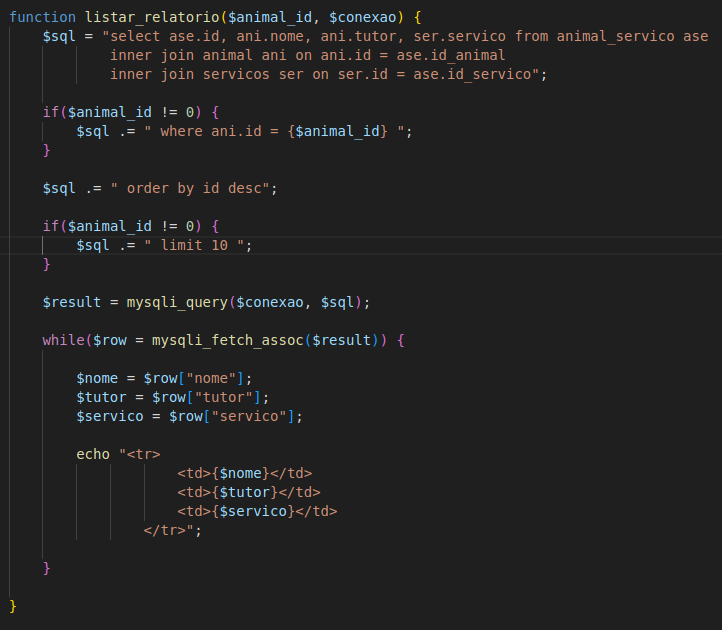 function listar_relatorio($animal_id, $conexao) {
    $sql = "select ase.id, ani.nome, ani.tutor, ser.servico from animal_servico ase
            inner join animal ani on ani.id = ase.id_animal
            inner join servicos ser on ser.id = ase.id_servico";
    if($animal_id != 0) {
        $sql .= " where ani.id = {$animal_id} ";
    }
    $sql .= " order by id desc";
    if($animal_id != 0) {
        $sql .= " limit 10 ";
    }
    $result = mysqli_query($conexao, $sql);
    while($row = mysqli_fetch_assoc($result)) {
        $nome = $row["nome"];
        $tutor = $row["tutor"];
        $servico = $row["servico"];
        echo "<tr>
                    <td>{$nome}</td>
                    <td>{$tutor}</td>
                    <td>{$servico}</td>
                </tr>";
    }
}